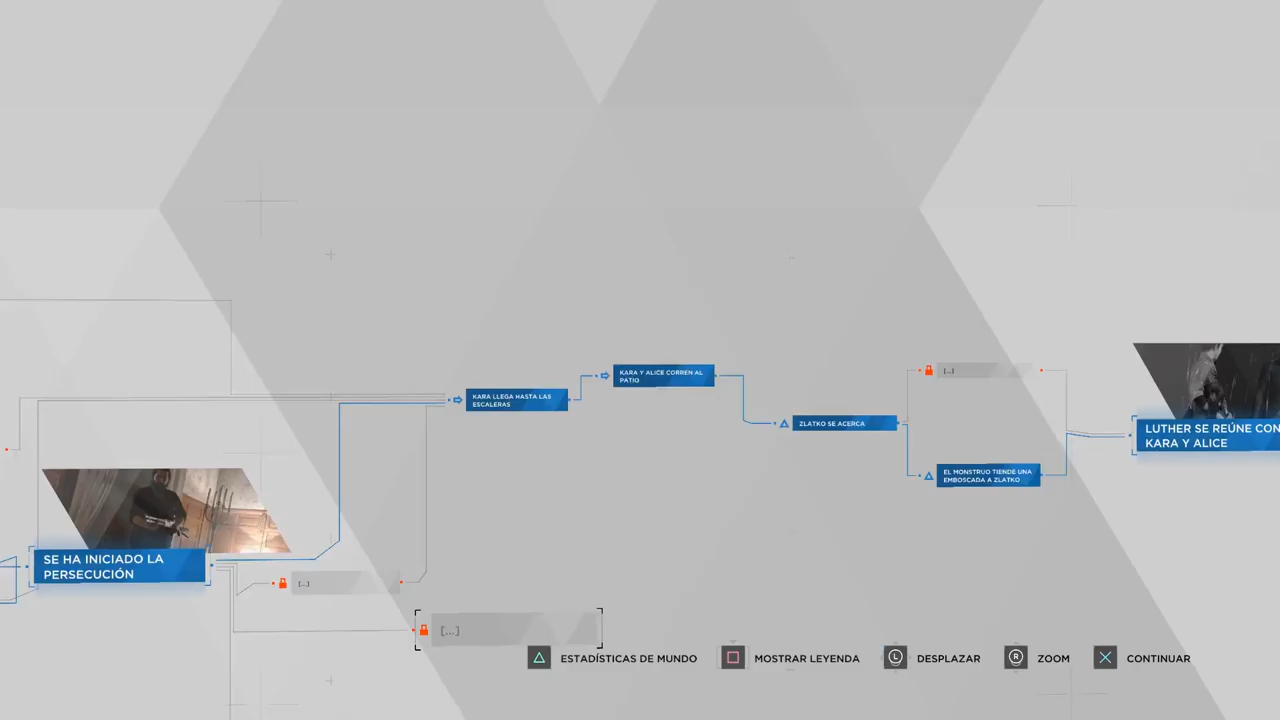 KARA Y ALICE CORREN AL
PATIO
[...]
KARA LLEGA HASTA LAS
ESCALERAS
ZLATKO SE ACERCA
LUTHER SE REÚNE CON
KARA Y ALICE
EL MONSTRUO TIENDE UNA
EMBOSCADA A ZLATKO
SE HA INICIADO LA
PERSECUCIÓN
[...]
[...]
ESTADÍSTICAS DE MUNDO
MOSTRAR LEYENDA
L
DESPLAZAR
R
ZOOM
CONTINUAR